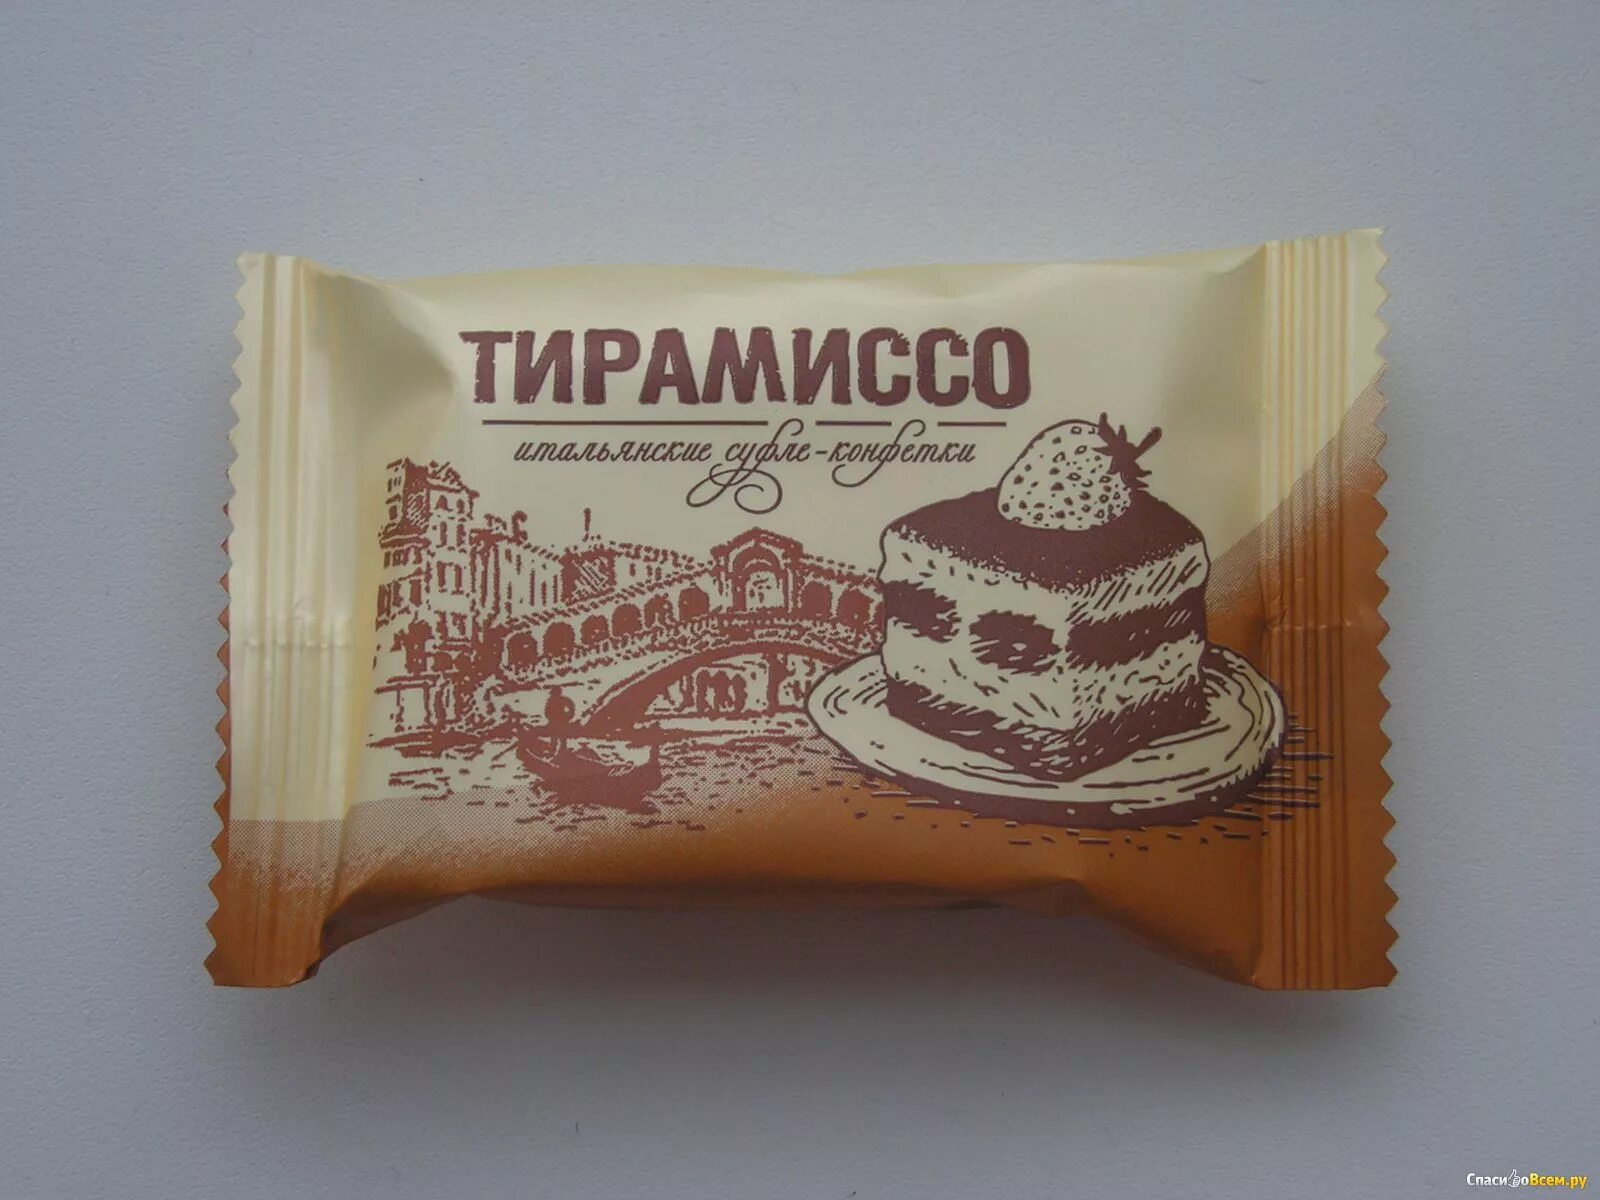 ТИРАМИССО
итальянские суфле-конфетки
СпасибоВсем.ру